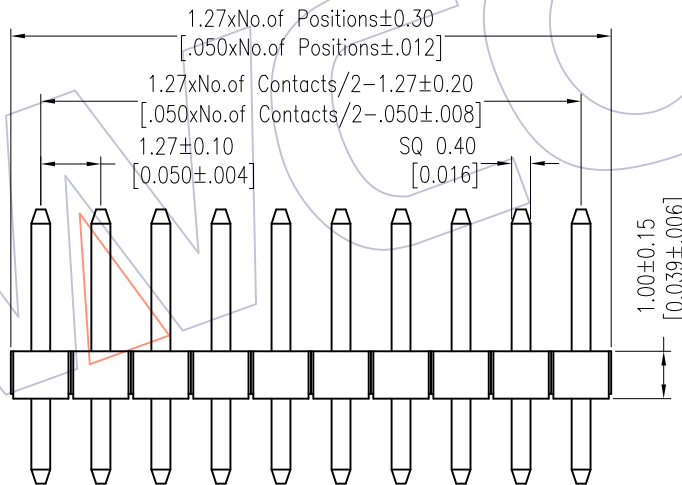 1.27xNo.of Positions±0.30
[.050xNo.of Positions±.012]
1.27xNo.of Contacts/2-1.27±0.20
[.050xNo.of Contacts/2-.050±.008]
1.27±0.10
[0.050±.004]
SQ 0.40
[0.016]
1.00±0.15
[0.039±.006]
WCO